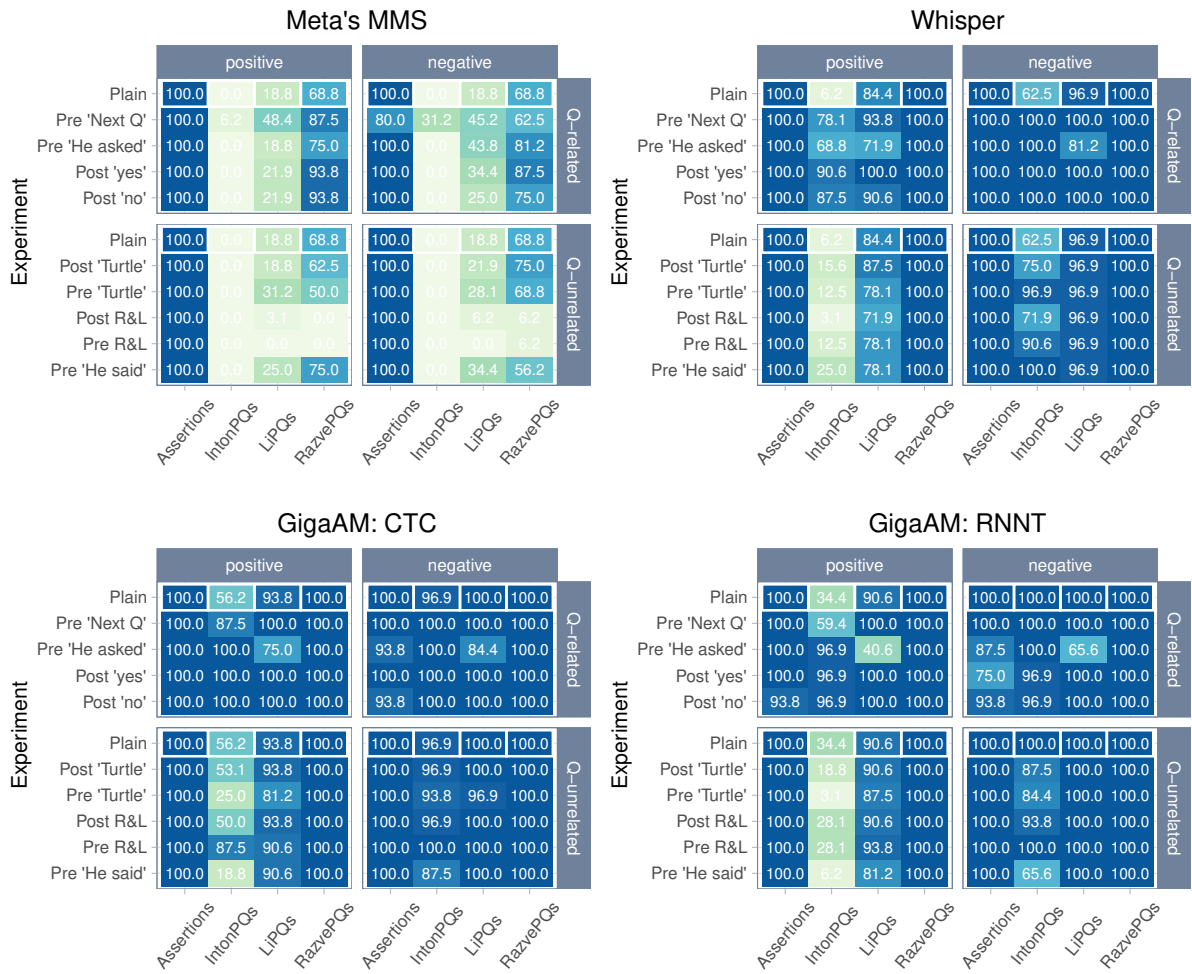 Meta's MMS
positive negative
Plain 100.0 0.0 18.8 68.8 100.0 0.0 18.8 68.8
Pre 'Next Q' 100.0 6.2 48.4 87.5 80.0 31.2 45.2 62.5
Pre 'He asked' 100.0 0.0 18.8 75.0 100.0 0.0 43.8 81.2
Post 'yes' 100.0 0.0 21.9 93.8 100.0 0.0 34.4 87.5
Post 'no' 100.0 0.0 21.9 93.8 100.0 0.0 25.0 75.0
Q-related
Plain 100.0 0.0 18.8 68.8 100.0 0.0 18.8 68.8
Post 'Turtle' 100.0 0.0 18.8 62.5 100.0 0.0 21.9 75.0
Pre 'Turtle' 100.0 0.0 31.2 50.0 100.0 0.0 28.1 68.8
Post R&L 100.0 0.0 3.1 0.0 100.0 0.0 6.2 6.2
Pre R&L 100.0 0.0 0.0 0.0 100.0 0.0 0.0 6.2
Pre 'He said' 100.0 0.0 25.0 75.0 100.0 0.0 34.4 56.2
Q-unrelated
Experiment
Assertions IntonPQs LiPQs RazvePQs Assertions IntonPQs LiPQs RazvePQs
Whisper
positive negative
Plain 100.0 6.2 84.4 100.0 100.0 62.5 96.9 100.0
Pre 'Next Q' 100.0 78.1 93.8 100.0 100.0 100.0 100.0 100.0
Pre 'He asked' 100.0 68.8 71.9 100.0 100.0 100.0 81.2 100.0
Post 'yes' 100.0 90.6 100.0 100.0 100.0 100.0 100.0 100.0
Post 'no' 100.0 87.5 90.6 100.0 100.0 100.0 100.0 100.0
Q-related
Plain 100.0 6.2 84.4 100.0 100.0 62.5 96.9 100.0
Post 'Turtle' 100.0 15.6 87.5 100.0 100.0 75.0 96.9 100.0
Pre 'Turtle' 100.0 12.5 78.1 100.0 100.0 96.9 96.9 100.0
Post R&L 100.0 3.1 71.9 100.0 100.0 71.9 96.9 100.0
Pre R&L 100.0 12.5 78.1 100.0 100.0 90.6 96.9 100.0
Pre 'He said' 100.0 25.0 78.1 100.0 100.0 100.0 96.9 100.0
Q-unrelated
Experiment
Assertions IntonPQs LiPQs RazvePQs Assertions IntonPQs LiPQs RazvePQs
GigaAM: CTC
positive negative
Plain 100.0 56.2 93.8 100.0 100.0 96.9 100.0 100.0
Pre 'Next Q' 100.0 87.5 100.0 100.0 100.0 100.0 100.0 100.0
Pre 'He asked' 100.0 100.0 75.0 100.0 93.8 100.0 84.4 100.0
Post 'yes' 100.0 100.0 100.0 100.0 100.0 100.0 100.0 100.0
Post 'no' 100.0 100.0 100.0 100.0 93.8 100.0 100.0 100.0
Q-related
Plain 100.0 56.2 93.8 100.0 100.0 96.9 100.0 100.0
Post 'Turtle' 100.0 53.1 93.8 100.0 100.0 96.9 100.0 100.0
Pre 'Turtle' 100.0 25.0 81.2 100.0 100.0 93.8 96.9 100.0
Post R&L 100.0 50.0 93.8 100.0 100.0 96.9 100.0 100.0
Pre R&L 100.0 87.5 90.6 100.0 100.0 100.0 100.0 100.0
Pre 'He said' 100.0 18.8 90.6 100.0 100.0 87.5 100.0 100.0
Q-unrelated
Experiment
Assertions IntonPQs LiPQs RazvePQs Assertions IntonPQs LiPQs RazvePQs
GigaAM: RNNT
positive negative
Plain 100.0 34.4 90.6 100.0 100.0 100.0 100.0 100.0
Pre 'Next Q' 100.0 59.4 100.0 100.0 100.0 100.0 100.0 100.0
Pre 'He asked' 100.0 96.9 40.6 100.0 87.5 100.0 65.6 100.0
Post 'yes' 100.0 96.9 100.0 100.0 75.0 96.9 100.0 100.0
Post 'no' 93.8 96.9 100.0 100.0 93.8 96.9 100.0 100.0
Q-related
Plain 100.0 34.4 90.6 100.0 100.0 100.0 100.0 100.0
Post 'Turtle' 100.0 18.8 90.6 100.0 100.0 87.5 100.0 100.0
Pre 'Turtle' 100.0 3.1 87.5 100.0 100.0 84.4 100.0 100.0
Post R&L 100.0 28.1 90.6 100.0 100.0 93.8 100.0 100.0
Pre R&L 100.0 28.1 93.8 100.0 100.0 100.0 100.0 100.0
Pre 'He said' 100.0 6.2 81.2 100.0 100.0 65.6 100.0 100.0
Q-unrelated
Experiment
Assertions IntonPQs LiPQs RazvePQs Assertions IntonPQs LiPQs RazvePQs